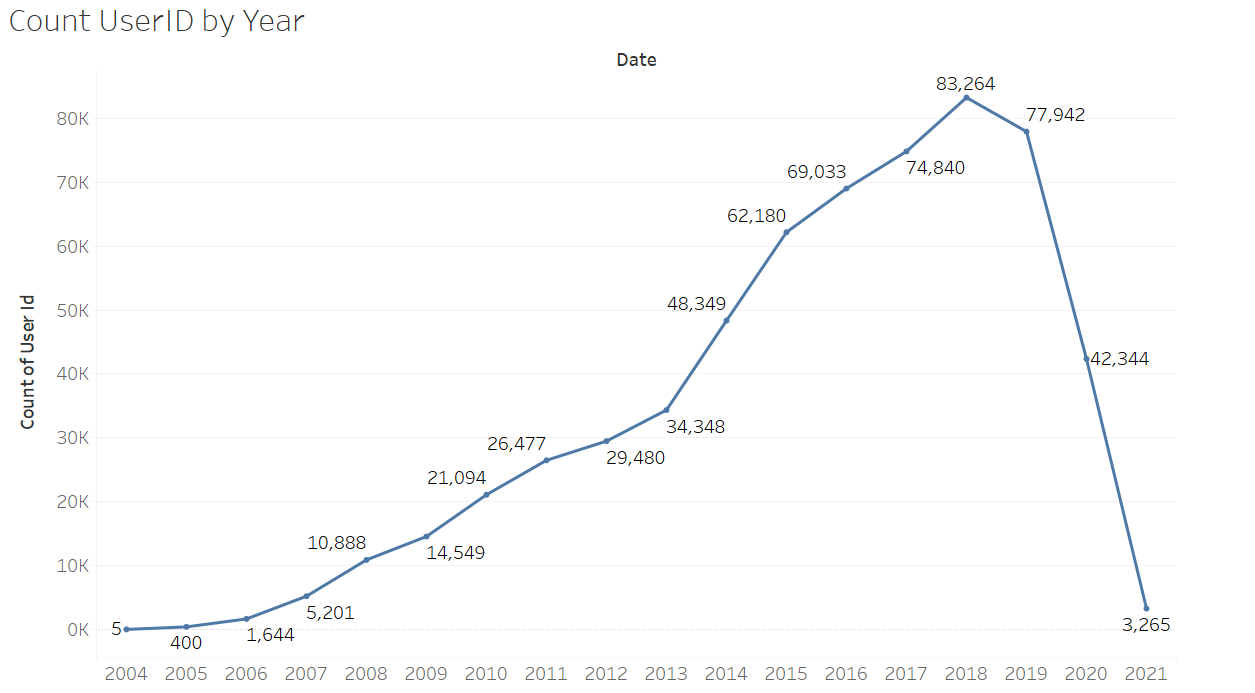 Count UserID by Year
Date
83,264
80K
77,942
70K
69,033
74,840
62,180
60K
50K
48,349
Count of User Id
40K
42,344
34,348
30K
26,477
29,480
21,094
20K
10,888
14,549
10K
5,201
0K
5
400
1,644
3,265
2004 2005 2006 2007 2008 2009 2010 2011 2012 2013 2014 2015 2016 2017 2018 2019 2020 2021